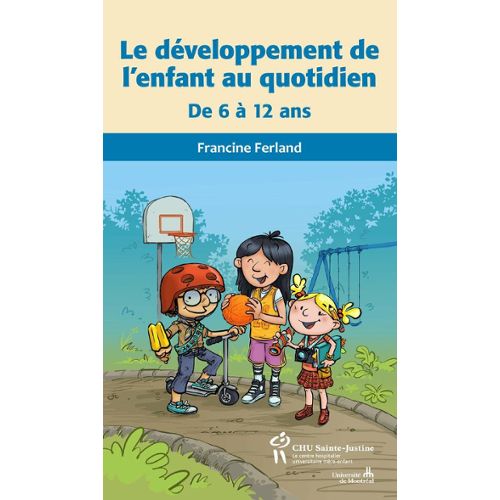 Le développement de
l'enfant au quotidien
De 6 à 12 ans
Francine Ferland
CHU Sainte-Justine
Le centre hospitalier
universitaire mère-enfant
Université
de Montréal